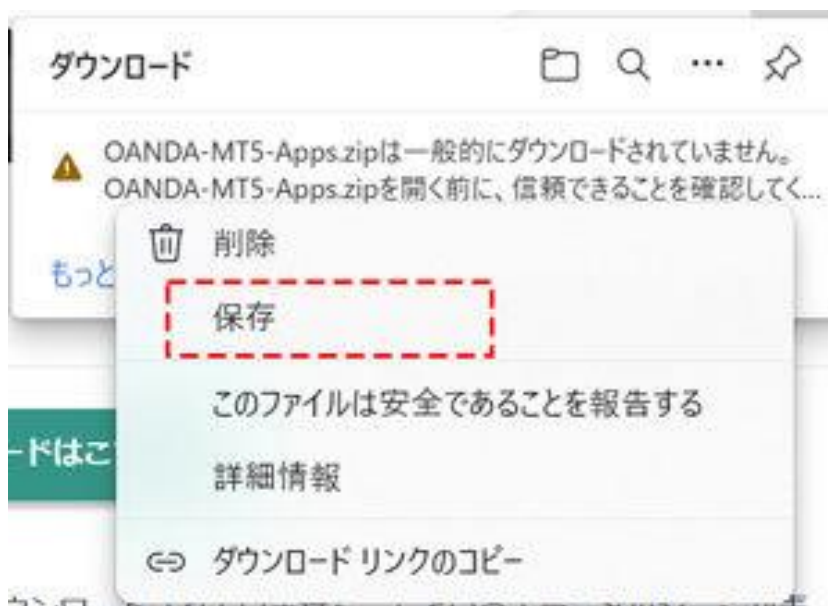 ダウンロード
OANDA-MT5-Apps.zipは一般的にダウンロードされていません。
OANDA-MT5-Apps.zipを開く前に、信頼できることを確認してく...
削除
もっと
保存
このファイルは安全であることを報告する
ードはこ
詳細情報
ダウンロード リンクのコピー